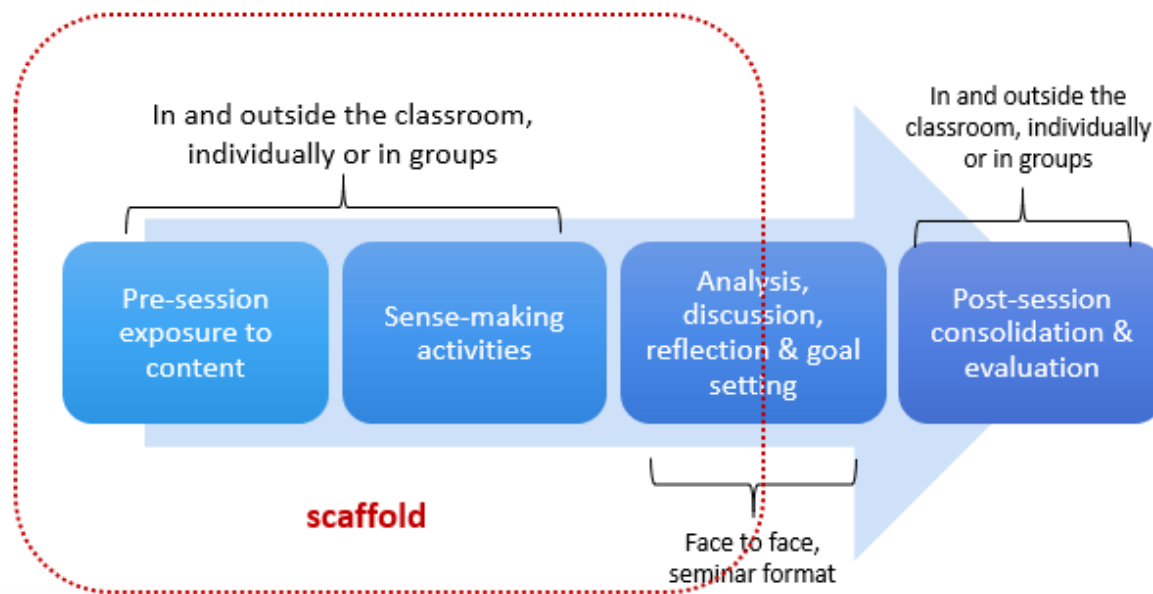 In and outside the classroom,
individually or in groups
In and outside the
classroom, individually
or in groups
Pre-session
exposure to
content
Sense-making
activities
Analysis,
discussion,
reflection & goal
setting
Post-session
consolidation &
evaluation
scaffold
Face to face,
seminar format